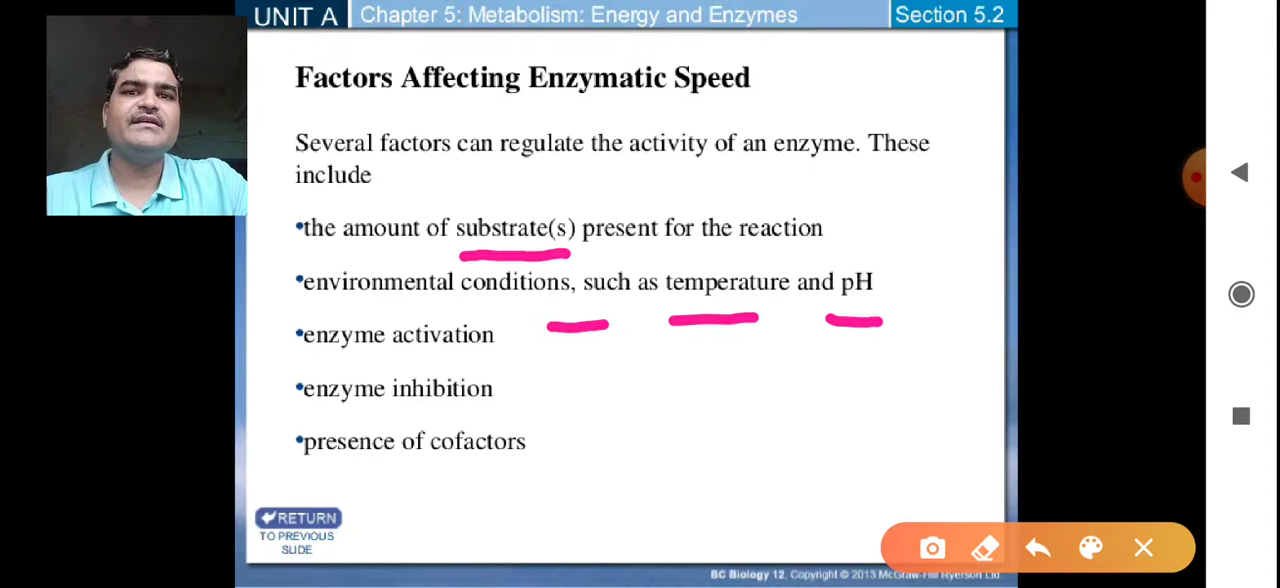 UNIT A Chapter 5: Metabolism: Energy and Enzymes Section 5.2
Factors Affecting Enzymatic Speed
Several factors can regulate the activity of an enzyme. These
include
•the amount of substrate(s) present for the reaction
•environmental conditions, such as temperature and pH
•enzyme activation
•enzyme inhibition
•presence of cofactors
RETURN
TO PREVIOUS
SLIDE
BC Biology 12, Copyright © 2013 McGraw-Hill Ryerson Ltd